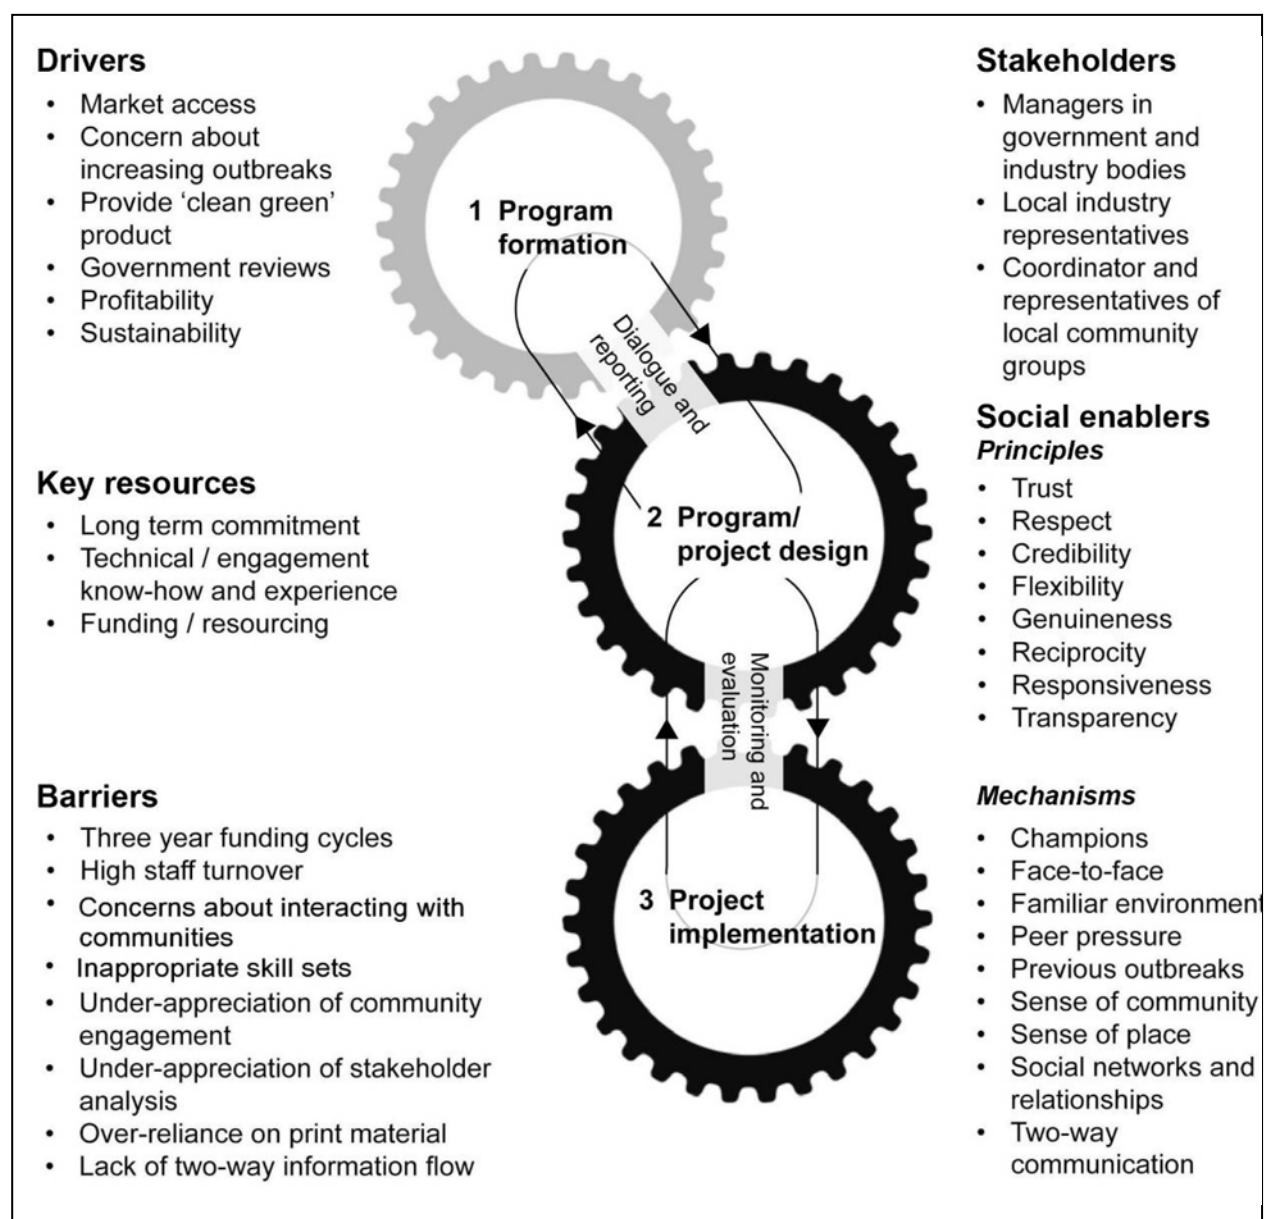 Drivers
• Market access
• Concern about
increasing outbreaks
• Provide ‘clean green’
product
• Government reviews
• Profitability
• Sustainability
Key resources
• Long term commitment
• Technical / engagement
know-how and experience
• Funding / resourcing
Barriers
• Three year funding cycles
• High staff turnover
• Concerns about interacting with
communities
• Inappropriate skill sets
• Under-appreciation of community
engagement
• Under-appreciation of stakeholder
analysis
• Over-reliance on print material
• Lack of two-way information flow
1 Program
formation
Dialogue and
reporting
2 Program/
project design
Monitoring and
evaluation
3 Project
implementation
Stakeholders
• Managers in
government and
industry bodies
• Local industry
representatives
• Coordinator and
representatives of
local community
groups
Social enablers
Principles
• Trust
• Respect
• Credibility
• Flexibility
• Genuineness
• Reciprocity
• Responsiveness
• Transparency
Mechanisms
• Champions
• Face-to-face
• Familiar environment
• Peer pressure
• Previous outbreaks
• Sense of community
• Sense of place
• Social networks and
relationships
• Two-way
communication